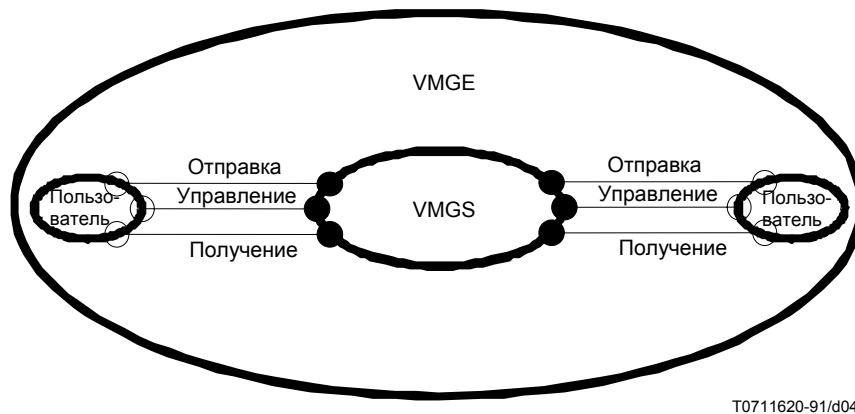 VMGE
Отправка
Отправка
Пользо-
ватель
Управление
VMGS
Управление
Пользо-
ватель
Получение
Получение
T0711620-91/d04